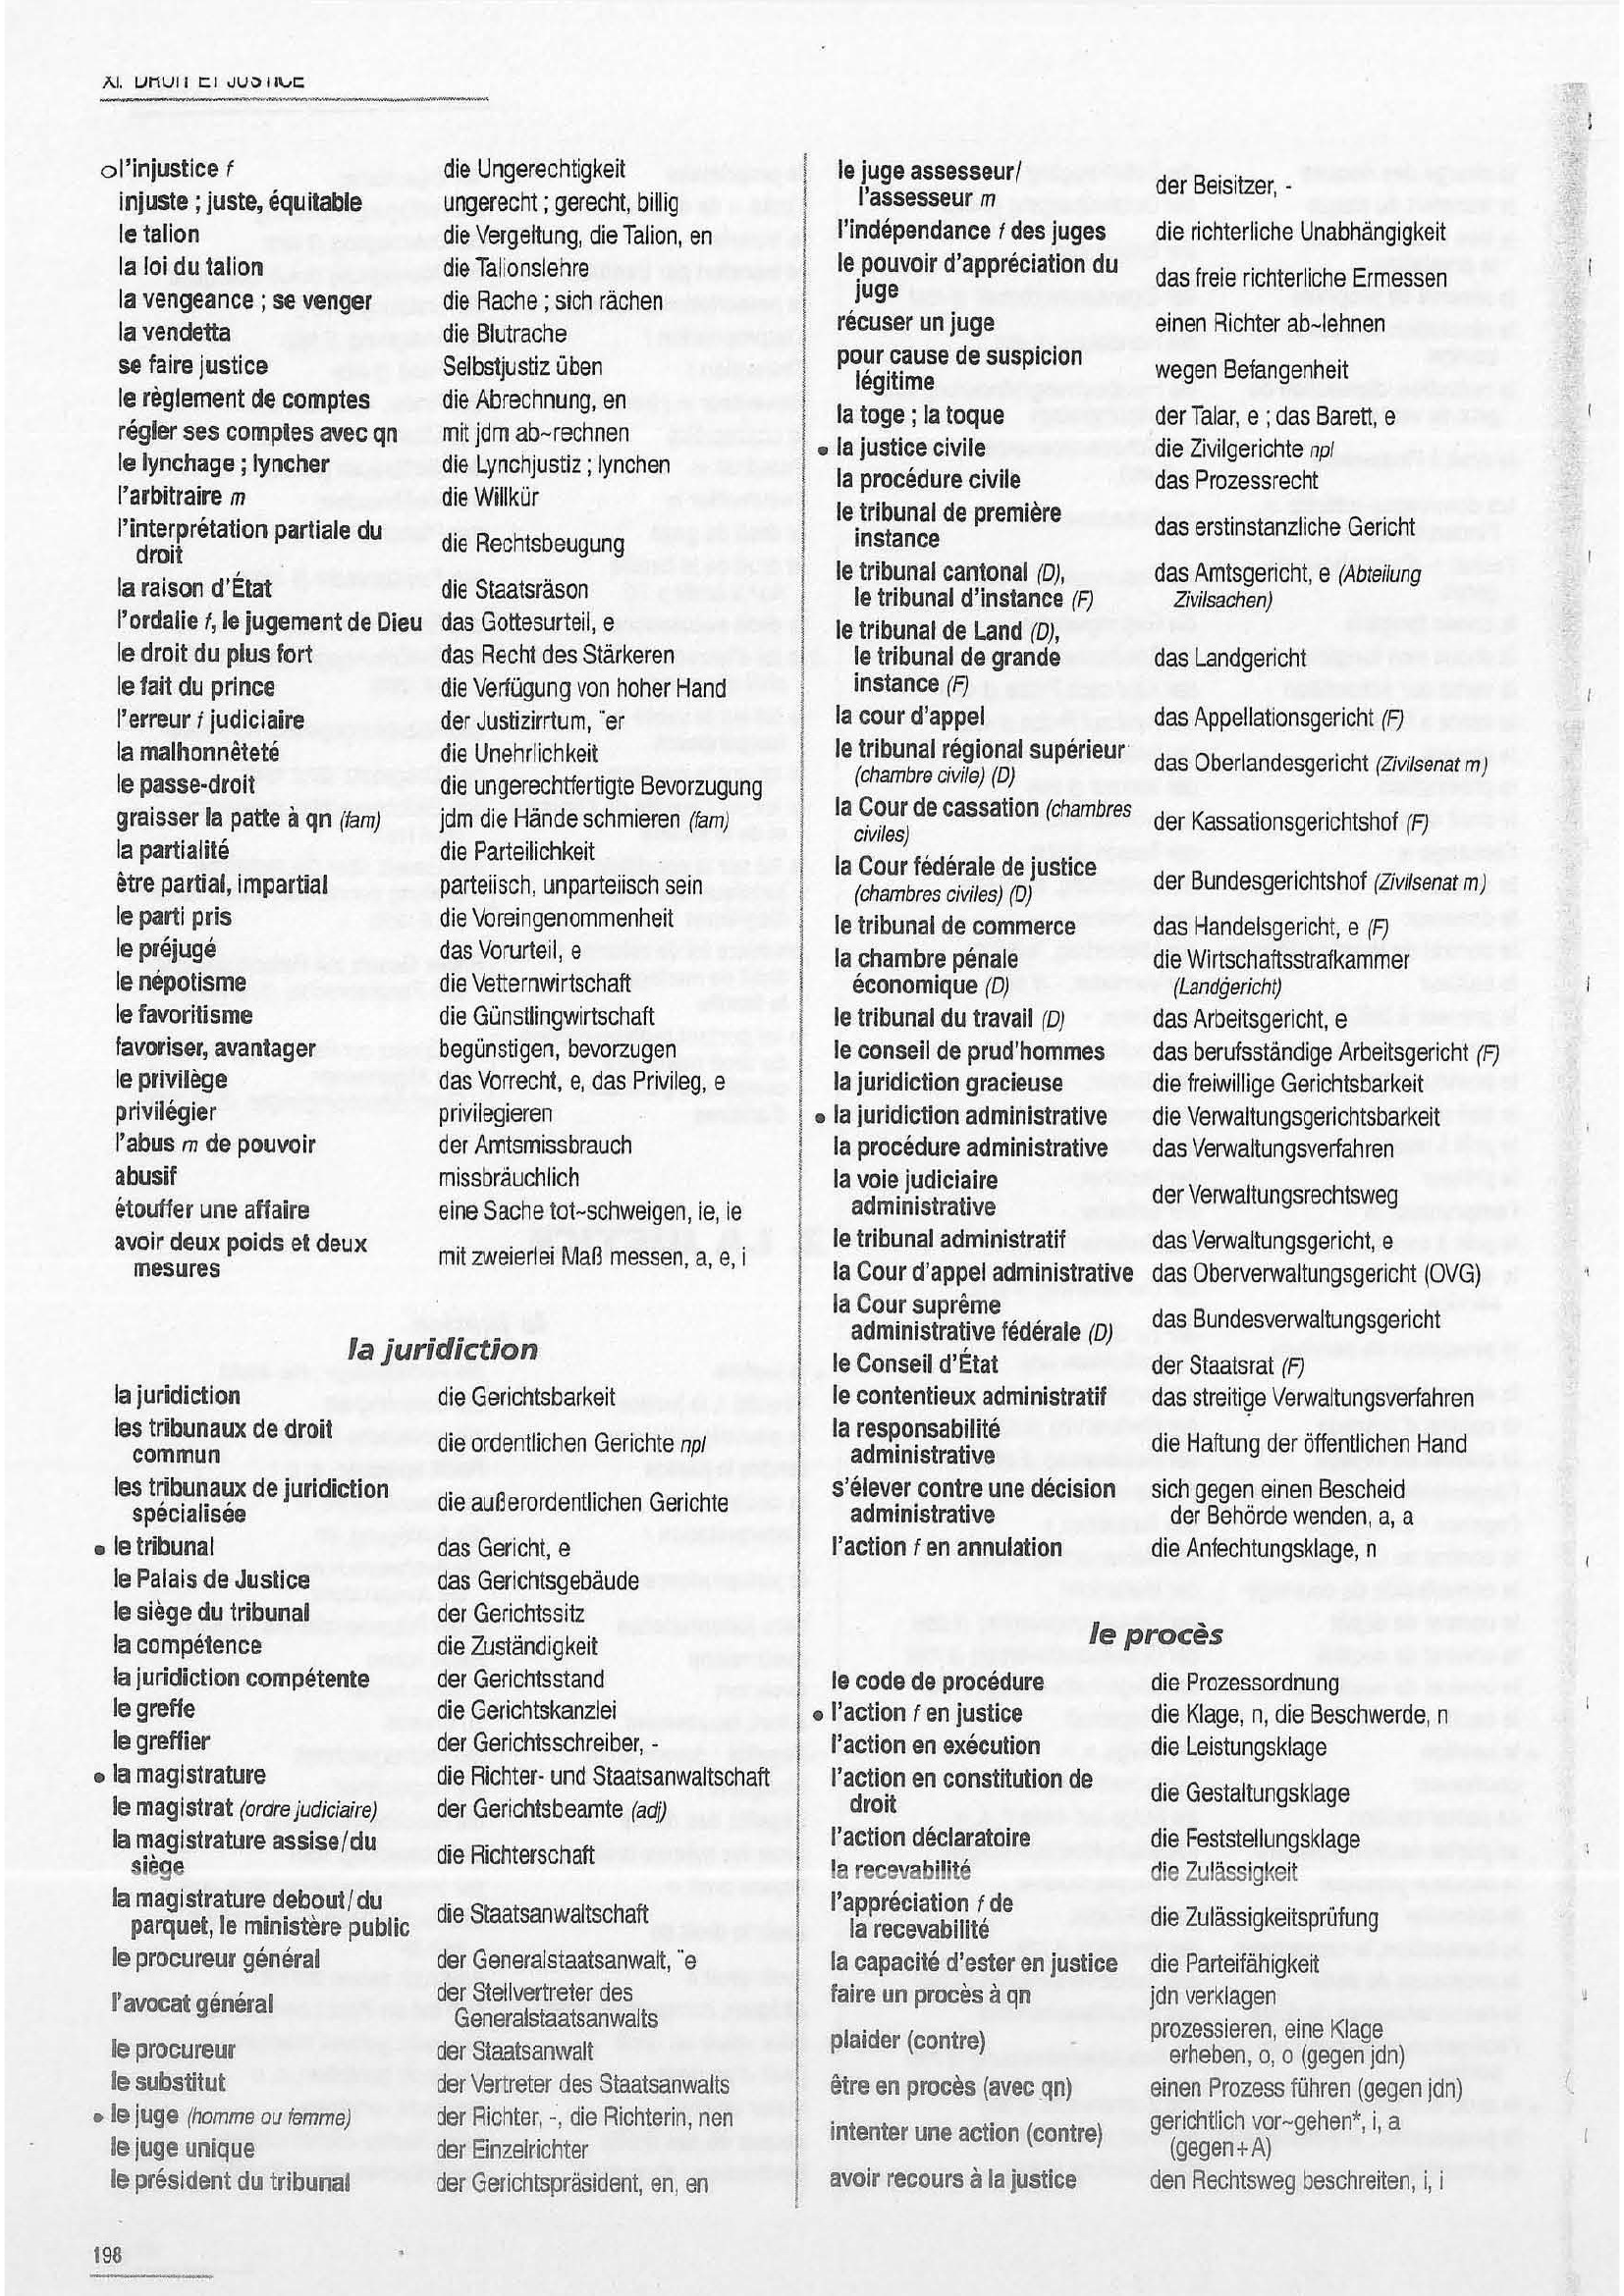 XI. DROIT ET JUSTICE
l'injustice f die Ungerechtigkeit
injuste ; juste, équitable ungerecht ; gerecht, billig
le talion die Vergeltung, die Talion, en
la loi du talion die Talionslehre
la vengeance ; se venger die Rache ; sich rächen
la vendetta die Blutrache
se faire justice Selbstjustiz üben
le règlement de comptes die Abrechnung, en
régler ses comptes avec qn mit jdm ab~rechnen
le lynchage ; lyncher die Lynchjustiz ; lynchen
l'arbitraire m die Willkür
l'interprétation partiale du
droit die Rechtsbeugung
la raison d'État die Staatsräson
l'ordalie f, le jugement de Dieu das Gottesurteil, e
le droit du plus fort das Recht des Stärkeren
le fait du prince die Verfügung von hoher Hand
l'erreur f judiciaire der Justizirrtum, ¨er
la malhonnêteté die Unehrlichkeit
le passe-droit die ungerechtfertigte Bevorzugung
graisser la patte à qn (fam) jdm die Hände schmieren (fam)
la partialité die Parteilichkeit
être partial, impartial parteiisch, unparteiisch sein
le parti pris die Voreingenommenheit
le préjugé das Vorurteil, e
le népotisme die Vetternwirtschaft
le favoritisme die Günstlingwirtschaft
favoriser, avantager begünstigen, bevorzugen
le privilège das Vorrecht, e, das Privileg, e
privilégier privilegieren
l'abus m de pouvoir der Amtsmissbrauch
abusif missbräuchlich
étouffer une affaire eine Sache tot~schweigen, ie, ie
avoir deux poids et deux
mesures mit zweierlei Maß messen, a, e, i
la juridiction
la juridiction die Gerichtsbarkeit
les tribunaux de droit
commun die ordentlichen Gerichte npl
les tribunaux de juridiction
spécialisée die außerordentlichen Gerichte
• le tribunal das Gericht, e
le Palais de Justice das Gerichtsgebäude
le siège du tribunal der Gerichtssitz
la compétence die Zuständigkeit
la juridiction compétente der Gerichtsstand
le greffe die Gerichtskanzlei
le greffier der Gerichtsschreiber, -
• la magistrature die Richter- und Staatsanwaltschaft
le magistrat (ordre judiciaire) der Gerichtsbeamte (adj)
la magistrature assise/du
siège die Richterschaft
la magistrature debout/du
parquet, le ministère public die Staatsanwaltschaft
le procureur général der Generalstaatsanwalt, ¨e
l'avocat général der Stellvertreter des
Generalstaatsanwalts
le procureur der Staatsanwalt
le substitut der Vertreter des Staatsanwalts
• le juge (homme ou femme) der Richter, -, die Richterin, nen
le juge unique der Einzelrichter
le président du tribunal der Gerichtspräsident, en, en
le juge assesseur/
l'assesseur m der Beisitzer, -
l'indépendance f des juges die richterliche Unabhängigkeit
le pouvoir d'appréciation du
juge das freie richterliche Ermessen
récuser un juge einen Richter ab~lehnen
pour cause de suspicion
légitime wegen Befangenheit
la toge ; la toque der Talar, e ; das Barett, e
• la justice civile die Zivilgerichte npl
la procédure civile das Prozessrecht
le tribunal de première
instance das erstinstanzliche Gericht
le tribunal cantonal (D), das Amtsgericht, e (Abteilung
le tribunal d'instance (F) Zivilsachen)
le tribunal de Land (D),
le tribunal de grande das Landgericht
instance (F)
la cour d'appel das Appellationsgericht (F)
le tribunal régional supérieur
(chambre civile) (D) das Oberlandesgericht (Zivilsenat m)
la Cour de cassation (chambres
civiles) der Kassationsgerichtshof (F)
la Cour fédérale de justice
(chambres civiles) (D) der Bundesgerichtshof (Zivilsenat m)
le tribunal de commerce das Handelsgericht, e (F)
la chambre pénale die Wirtschaftsstrafkammer
économique (D) (Landgericht)
le tribunal du travail (D) das Arbeitsgericht, e
le conseil de prud'hommes das berufsständige Arbeitsgericht (F)
la juridiction gracieuse die freiwillige Gerichtsbarkeit
• la juridiction administrative die Verwaltungsgerichtsbarkeit
la procédure administrative das Verwaltungsverfahren
la voie judiciaire
administrative der Verwaltungsrechtsweg
le tribunal administratif das Verwaltungsgericht, e
la Cour d'appel administrative das Oberverwaltungsgericht (OVG)
la Cour suprême
administrative fédérale (D) das Bundesverwaltungsgericht
le Conseil d'État der Staatsrat (F)
le contentieux administratif das streitige Verwaltungsverfahren
la responsabilité
administrative die Haftung der öffentlichen Hand
s'élever contre une décision sich gegen einen Bescheid
administrative der Behörde wenden, a, a
l'action f en annulation die Anfechtungsklage, n
le procès
le code de procédure die Prozessordnung
• l'action f en justice die Klage, n, die Beschwerde, n
l'action en exécution die Leistungsklage
l'action en constitution de
droit die Gestaltungsklage
l'action déclaratoire die Feststellungsklage
la recevabilité die Zulässigkeit
l'appréciation f de
la recevabilité die Zulässigkeitsprüfung
la capacité d'ester en justice die Parteifähigkeit
faire un procès à qn jdn verklagen
plaider (contre) prozessieren, eine Klage
erheben, o, o (gegen jdn)
être en procès (avec qn) einen Prozess führen (gegen jdn)
intenter une action (contre) gerichtlich vor~gehen*, i, a
(gegen+A)
avoir recours à la justice den Rechtsweg beschreiten, i, i
198